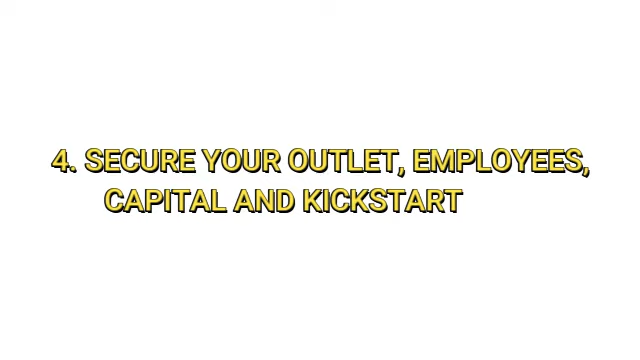 4. SECURE YOUR OUTLET, EMPLOYEES,
CAPITAL AND KICKSTART